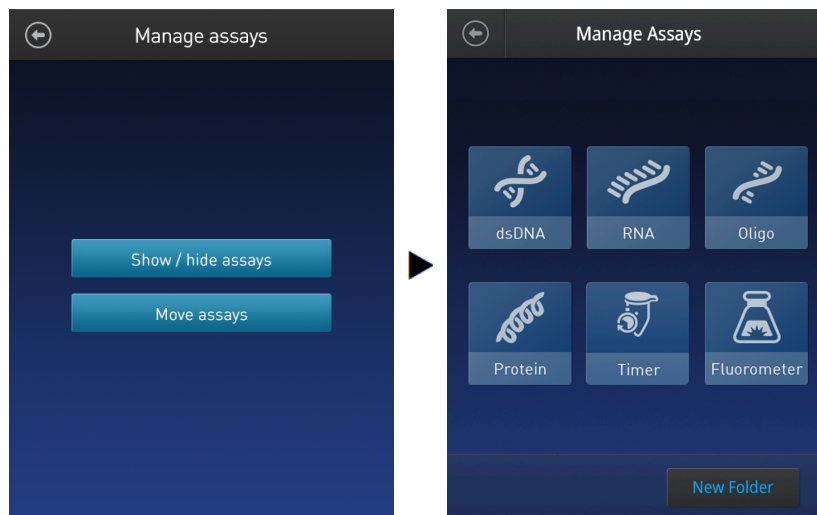 Manage assays
Show / hide assays
Move assays
Manage Assays
dsDNA
RNA
Oligo
Protein
Timer
Fluorometer
New Folder